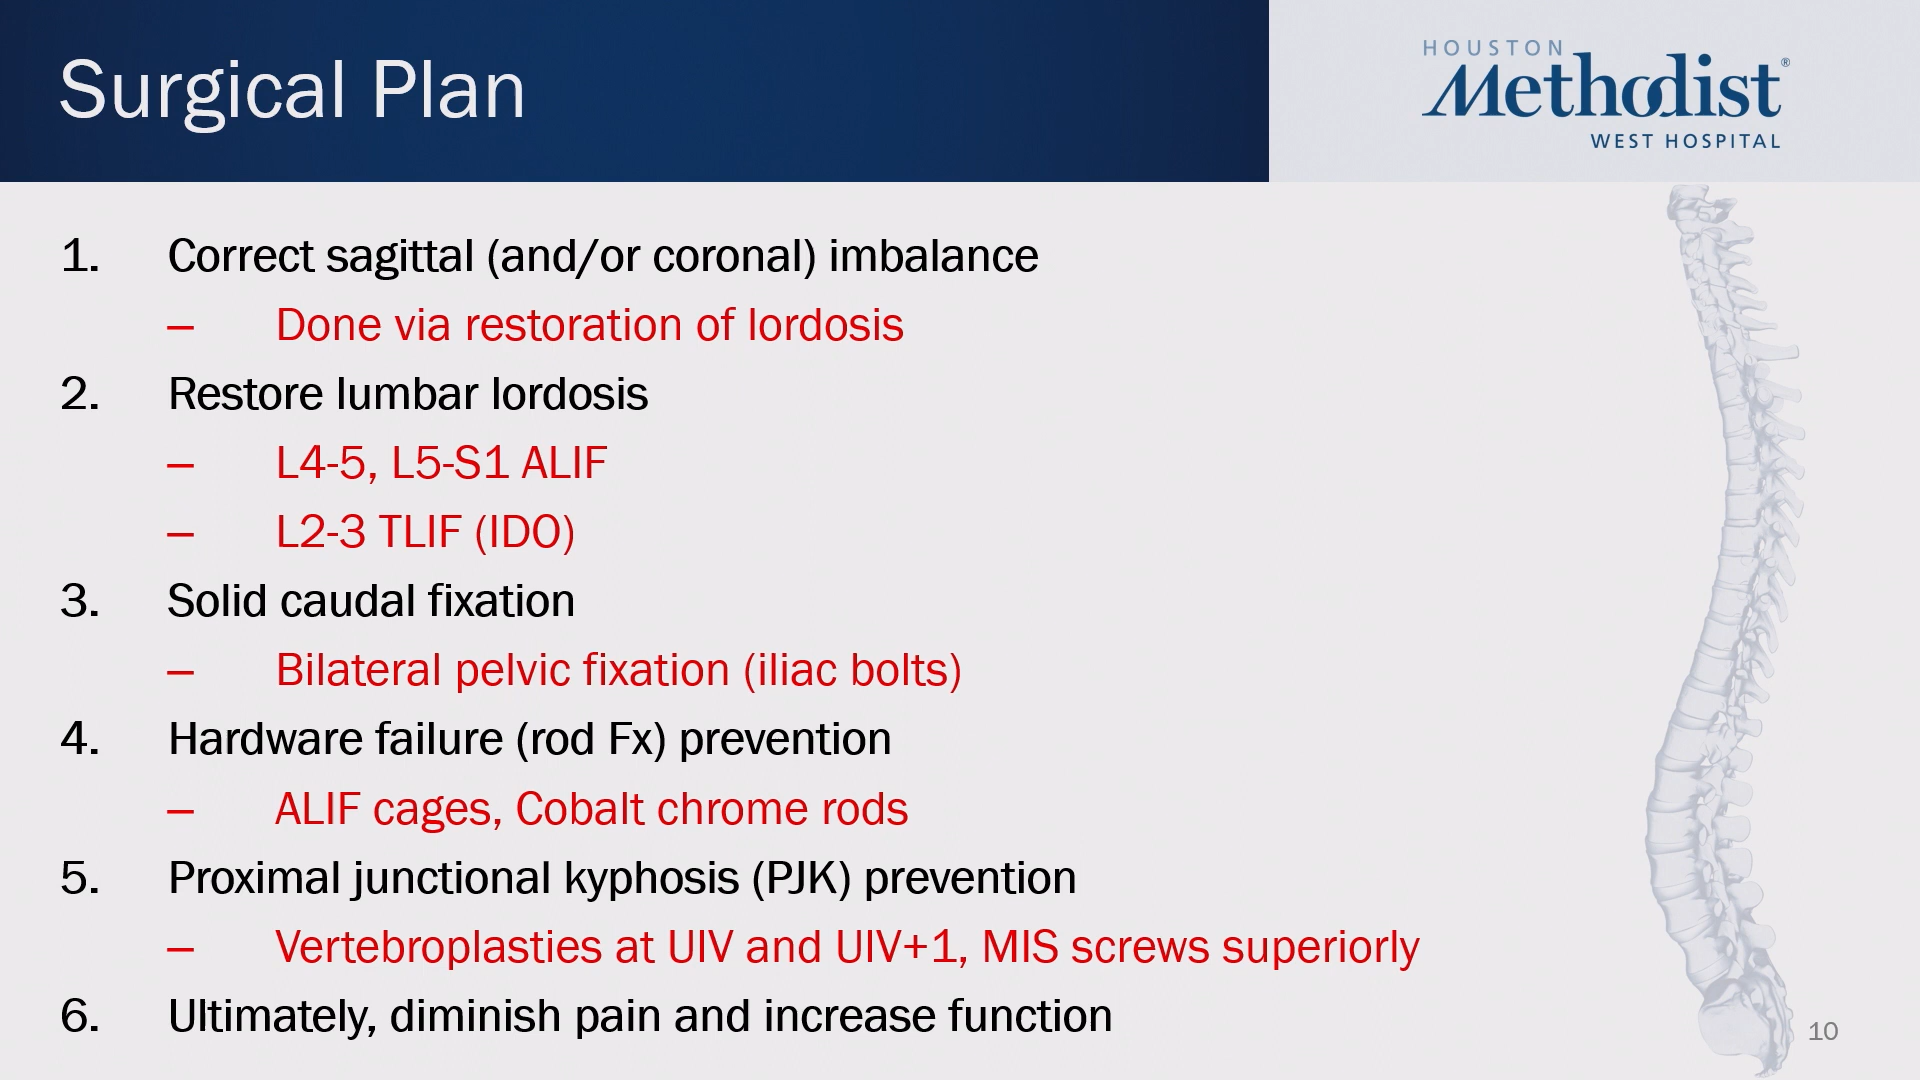 Surgical Plan
HOUSTON
Methodist®
WEST HOSPITAL
1. Correct sagittal (and/or coronal) imbalance
– Done via restoration of lordosis
2. Restore lumbar lordosis
– L4-5, L5-S1 ALIF
– L2-3 TLIF (IDO)
3. Solid caudal fixation
– Bilateral pelvic fixation (iliac bolts)
4. Hardware failure (rod Fx) prevention
– ALIF cages, Cobalt chrome rods
5. Proximal junctional kyphosis (PJK) prevention
– Vertebroplasties at UIV and UIV+1, MIS screws superiorly
6. Ultimately, diminish pain and increase function
10